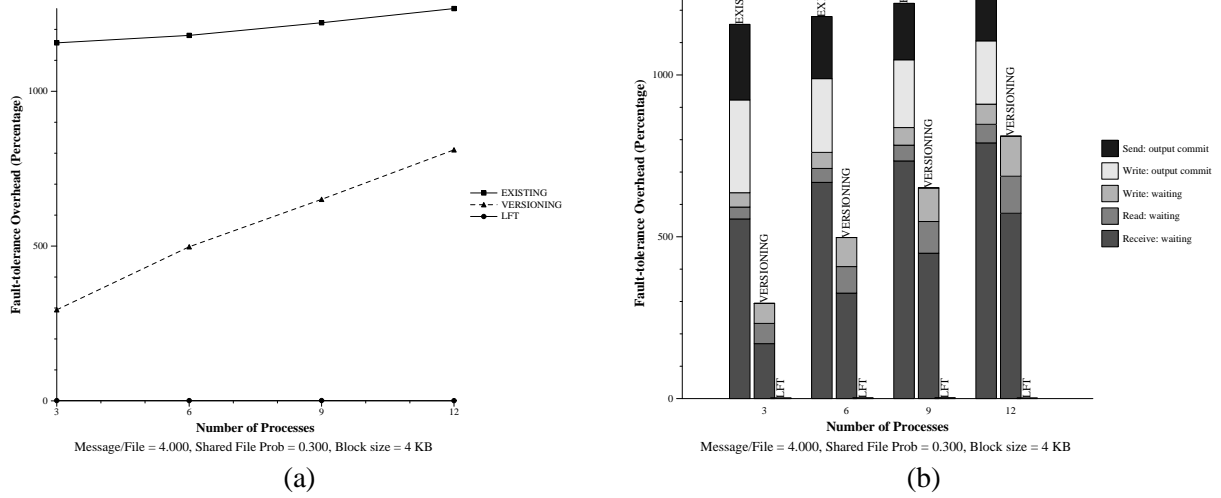 1000
500
0
3 6 9 12
Fault-tolerance Overhead (Percentage)
Number of Processes
Message/File = 4.000, Shared File Prob = 0.300, Block size = 4 KB
EXISTING
VERSIONING
LFT
(a)
1000
500
0
Fault-tolerance Overhead (Percentage)
VERSIONING
LFT
VERSIONING
LFT
VERSIONING
LFT
VERSIONING
LFT
3 6 9 12
Number of Processes
Message/File = 4.000, Shared File Prob = 0.300, Block size = 4 KB
Send: output commit
Write: output commit
Write: waiting
Read: waiting
Receive: waiting
(b)